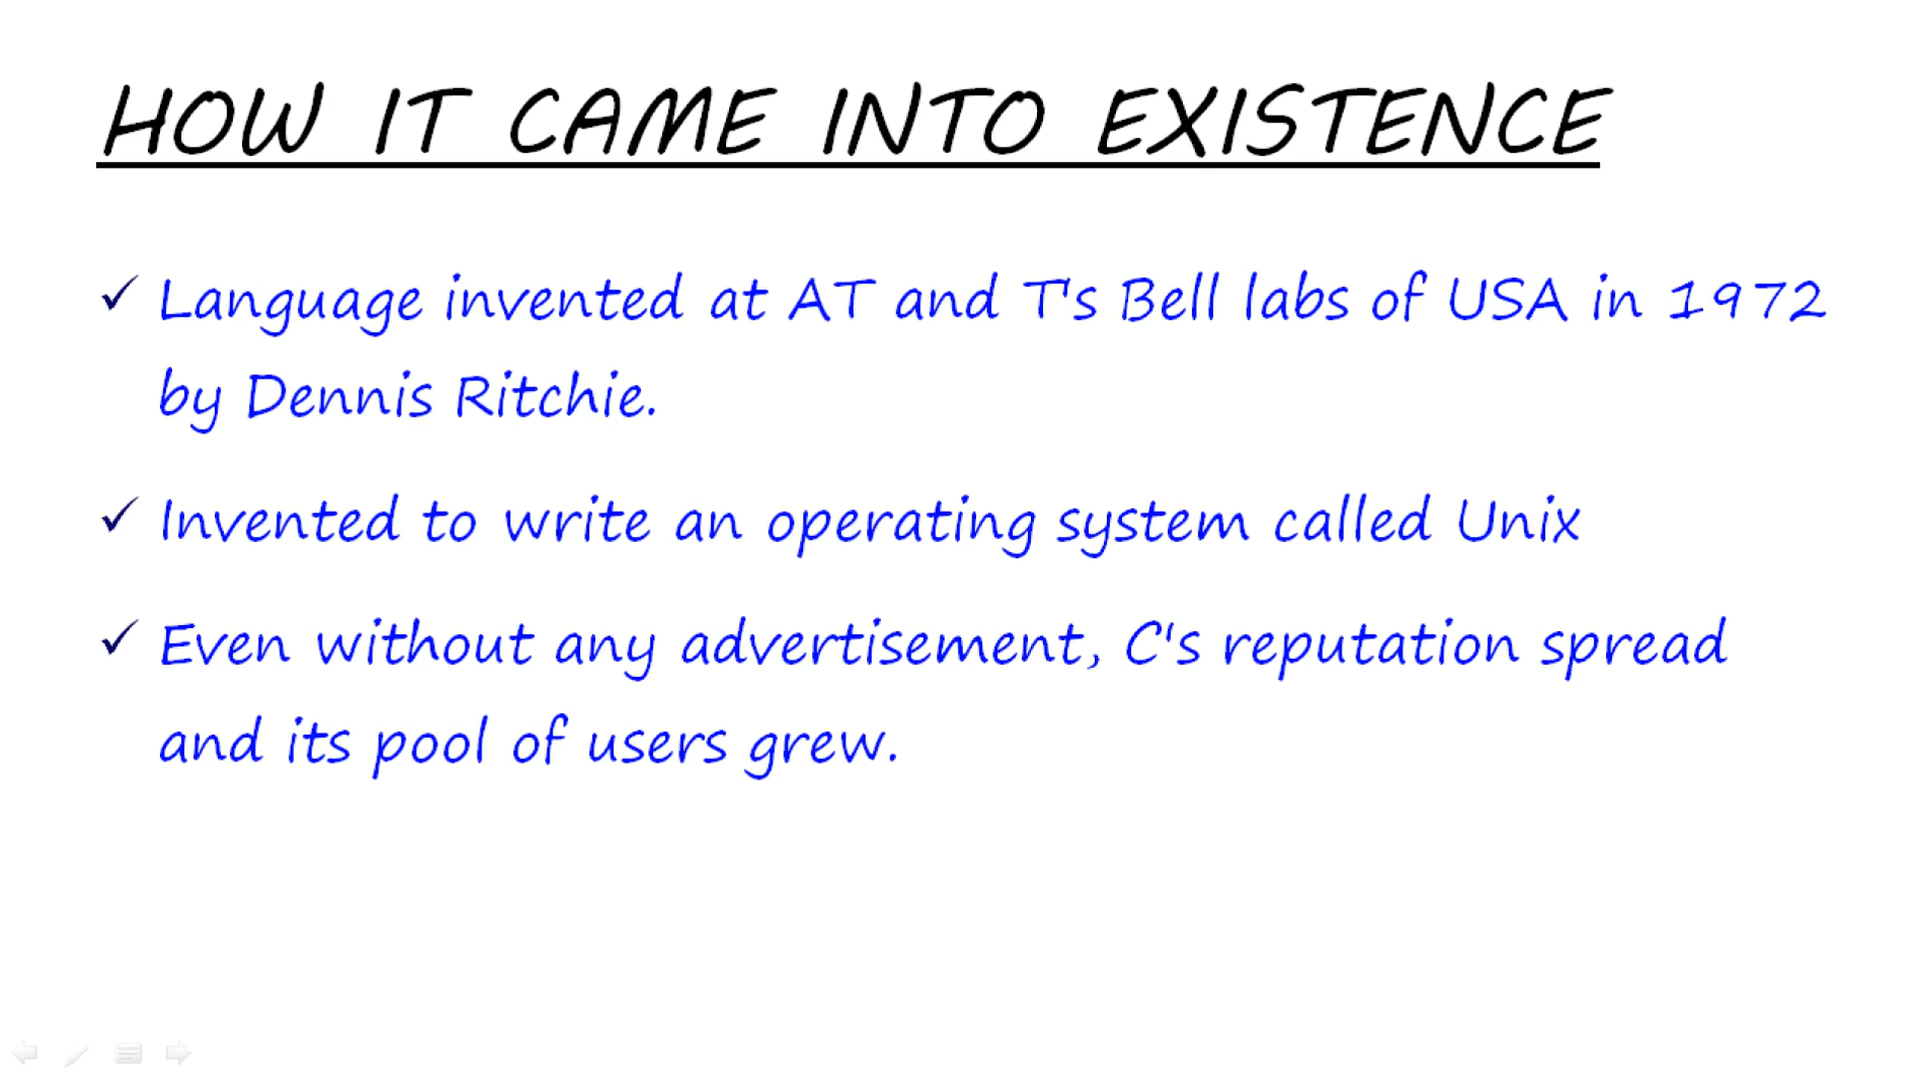 HOW IT CAME INTO EXISTENCE
✓ Language invented at AT and T's Bell labs of USA in 1972
by Dennis Ritchie.
✓ Invented to write an operating system called Unix
✓ Even without any advertisement, C's reputation spread
and its pool of users grew.